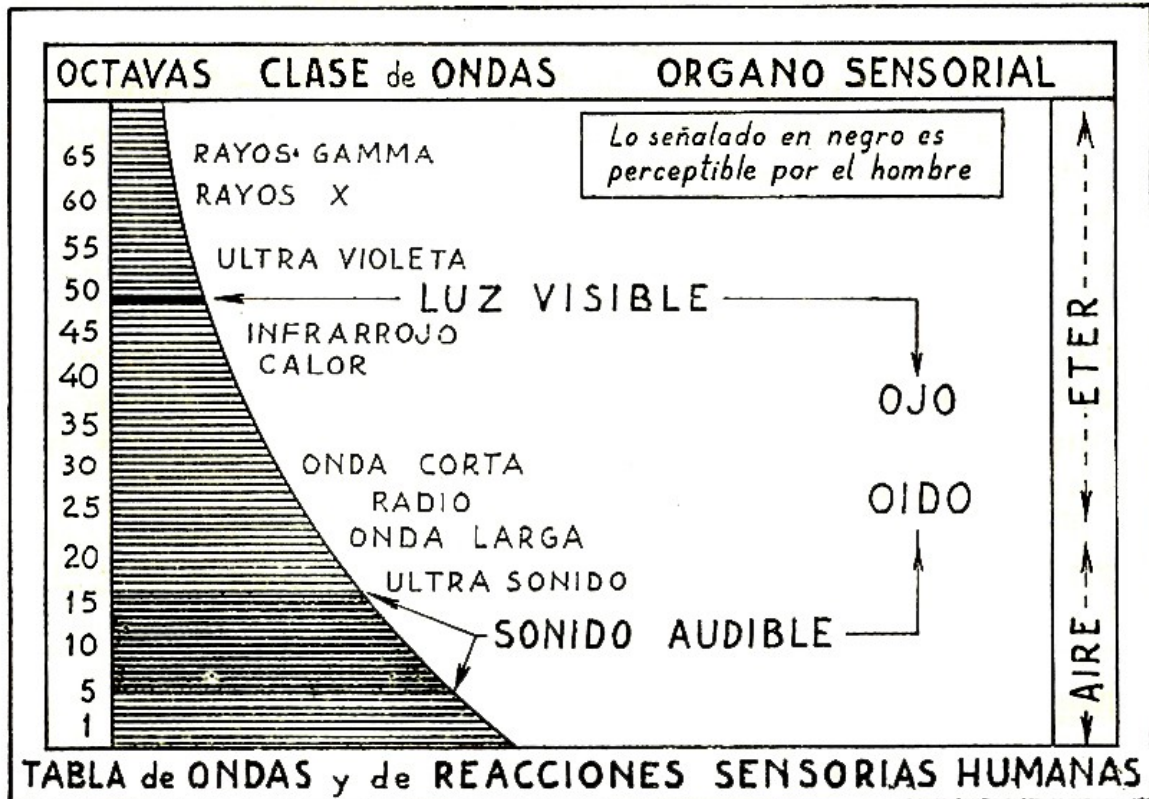 OCTAVAS CLASE de ONDAS ORGANO SENSORIAL
Lo señalado en negro es
perceptible por el hombre
65 RAYOS GAMMA
60 RAYOS X
55 ULTRA VIOLETA
50 LUZ VISIBLE
45 INFRARROJO
CALOR
40
OJO
35
30 ONDA CORTA
25 RADIO
OIDO
ONDA LARGA
20
ULTRA SONIDO
15
SONIDO AUDIBLE
10
5
1
ETER
AIRE
TABLA de ONDAS y de REACCIONES SENSORIAS HUMANAS